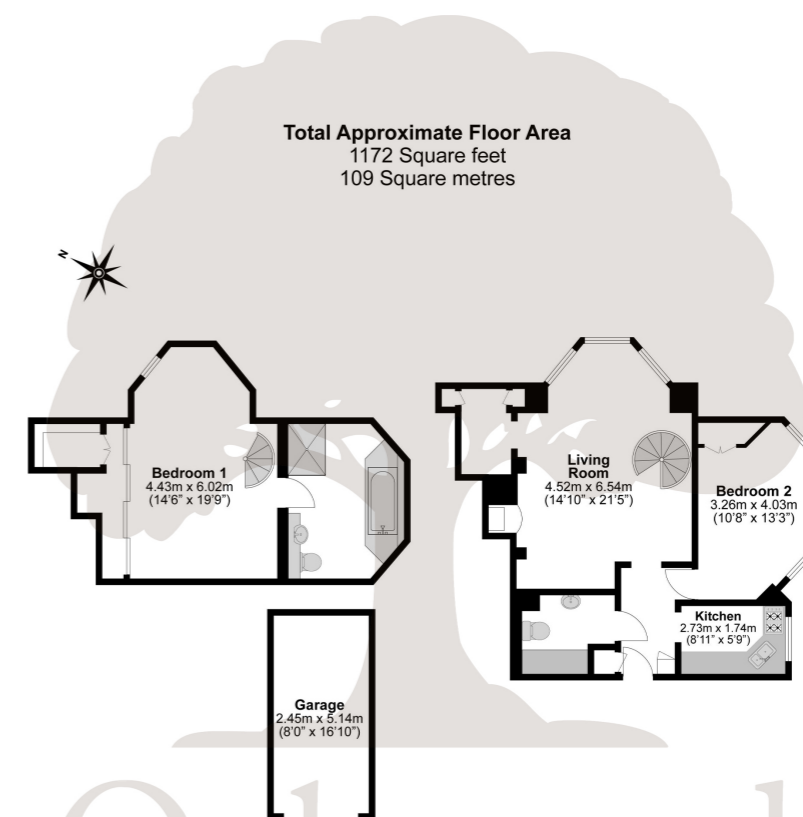 Total Approximate Floor Area
1172 Square feet
109 Square metres
N
Bedroom 1
4.43m x 6.02m
(14'6" x 19'9")
Living
Room
4.52m x 6.54m
(14'10" x 21'5")
Bedroom 2
3.26m x 4.03m
(10'8" x 13'3")
Kitchen
2.73m x 1.74m
(8'11" x 5'9")
Garage
2.45m x 5.14m
(8'0" x 16'10")